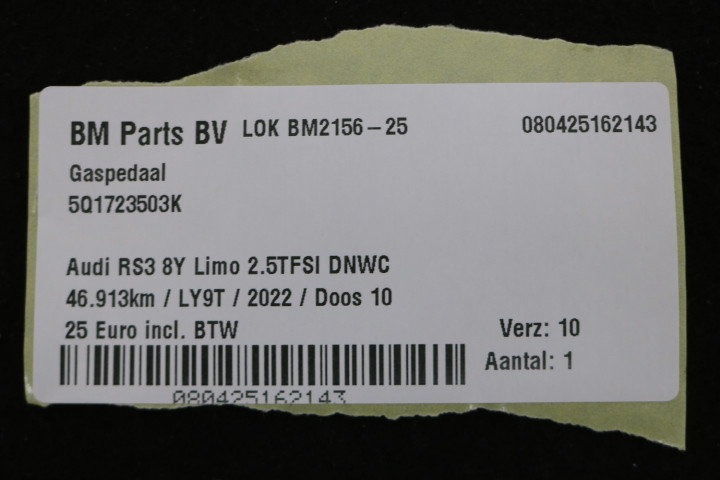 BM Parts BV LOK BM2156-25 080425162143
Gaspedaal
5Q1723503K
Audi RS3 8Y Limo 2.5TFSI DNWC
46.913km / LY9T / 2022 / Doos 10
25 Euro incl. BTW Verz: 10
Aantal: 1
080425162143